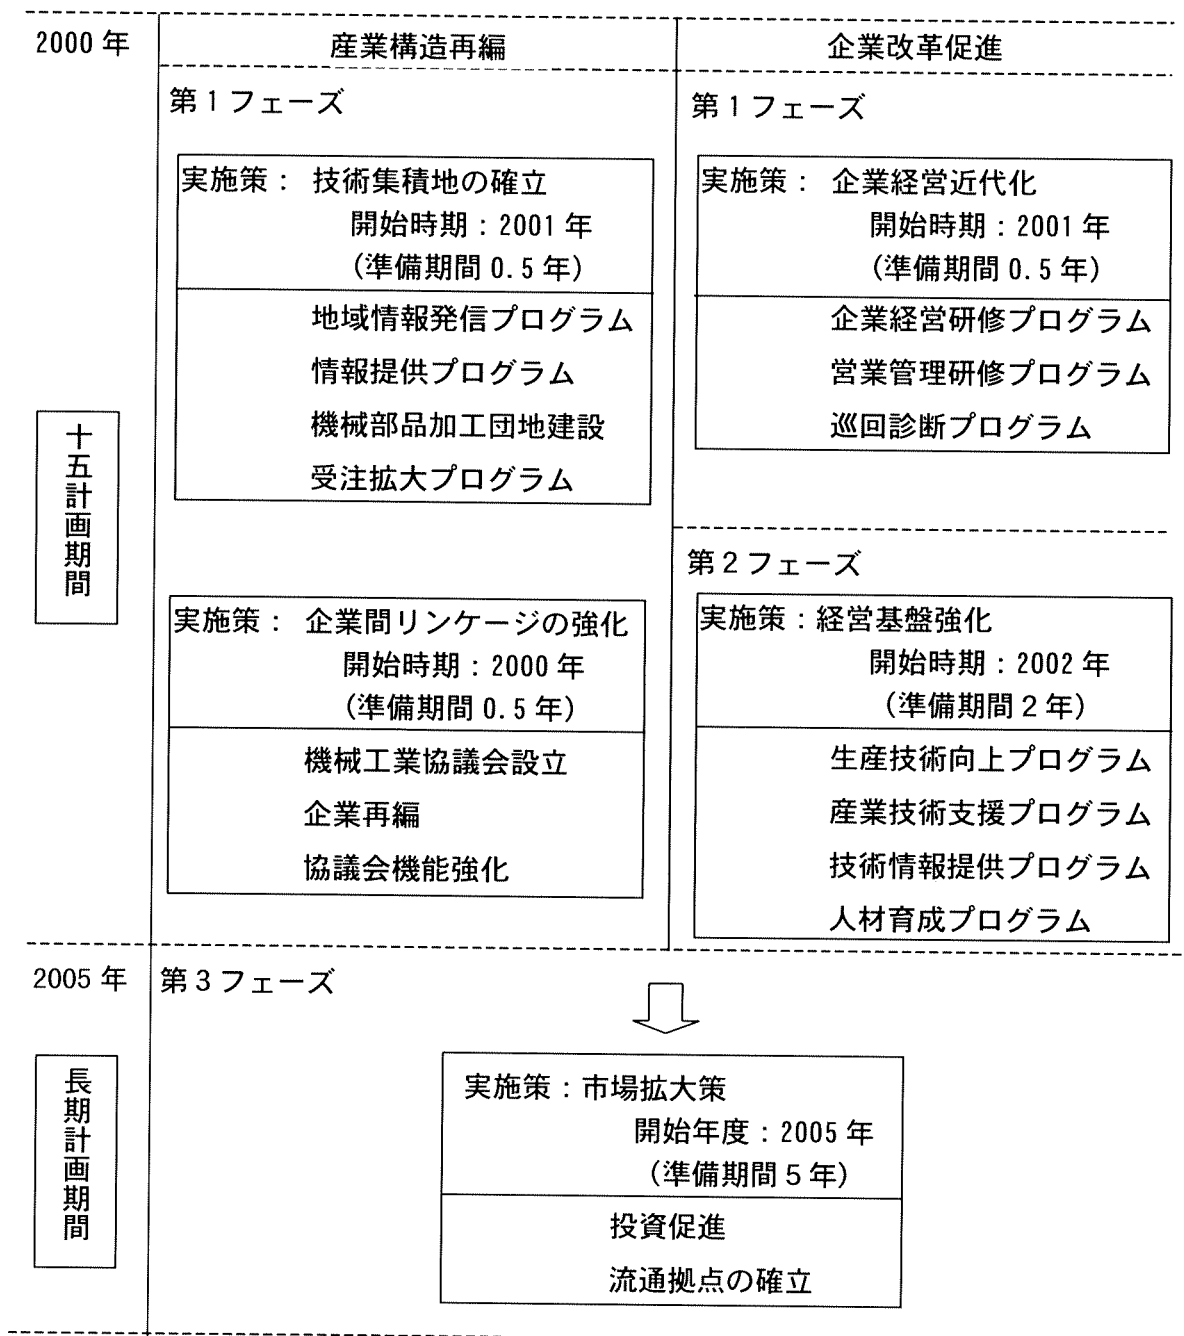 2000 年
産業構造再編
企業改革促進
第1フェーズ
実施策： 技術集積地の確立
開始時期：2001 年
（準備期間 0.5 年）
地域情報発信プログラム
情報提供プログラム
機械部品加工団地建設
受注拡大プログラム
実施策： 企業間リンケージの強化
開始時期：2000 年
（準備期間 0.5 年）
機械工業協議会設立
企業再編
協議会機能強化
第1フェーズ
実施策： 企業経営近代化
開始時期：2001 年
（準備期間 0.5 年）
企業経営研修プログラム
営業管理研修プログラム
巡回診断プログラム
第2フェーズ
実施策：経営基盤強化
開始時期：2002 年
（準備期間２年）
生産技術向上プログラム
産業技術支援プログラム
技術情報提供プログラム
人材育成プログラム
十五計画期間
2005 年
第3フェーズ
実施策：市場拡大策
開始年度：2005 年
（準備期間５年）
投資促進
流通拠点の確立
長期計画期間